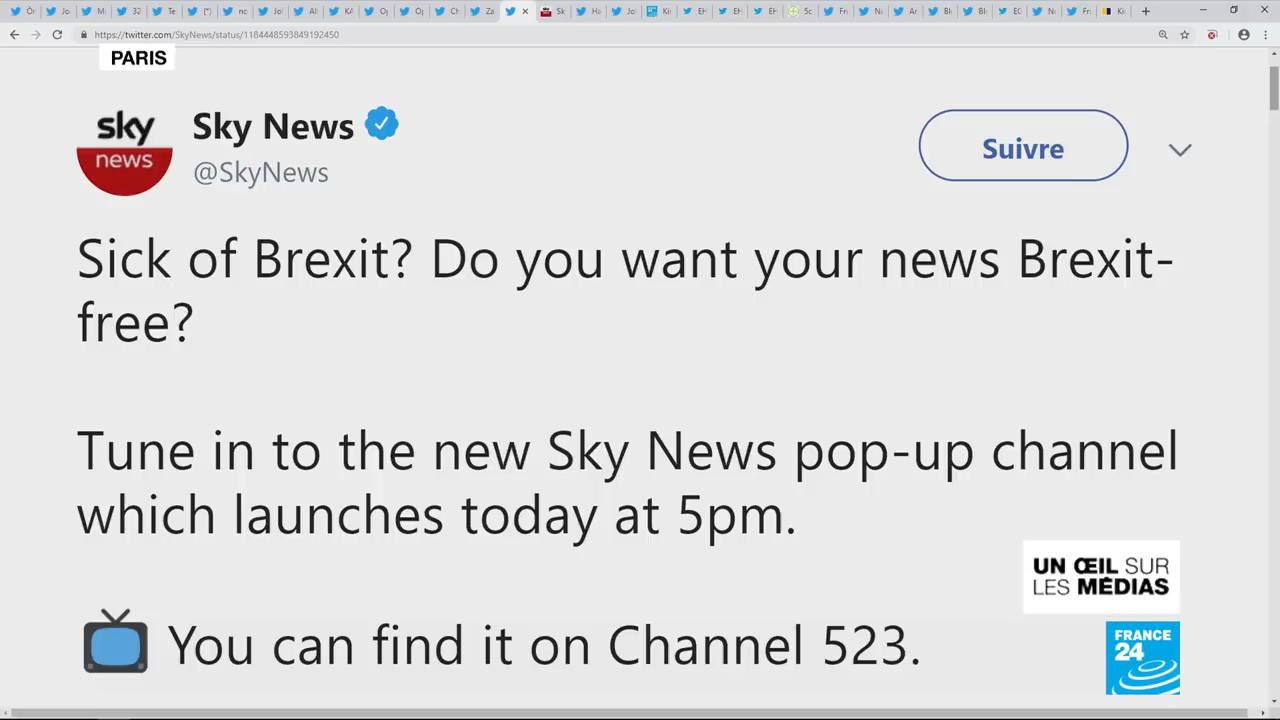 https://twitter.com/SkyNews/status/1184448593849192450
PARIS
sky
news
Sky News
@SkyNews
Suivre
Sick of Brexit? Do you want your news Brexit-
free?
Tune in to the new Sky News pop-up channel
which launches today at 5pm.
You can find it on Channel 523.
UN ŒIL SUR
LES MÉDIAS
FRANCE
24